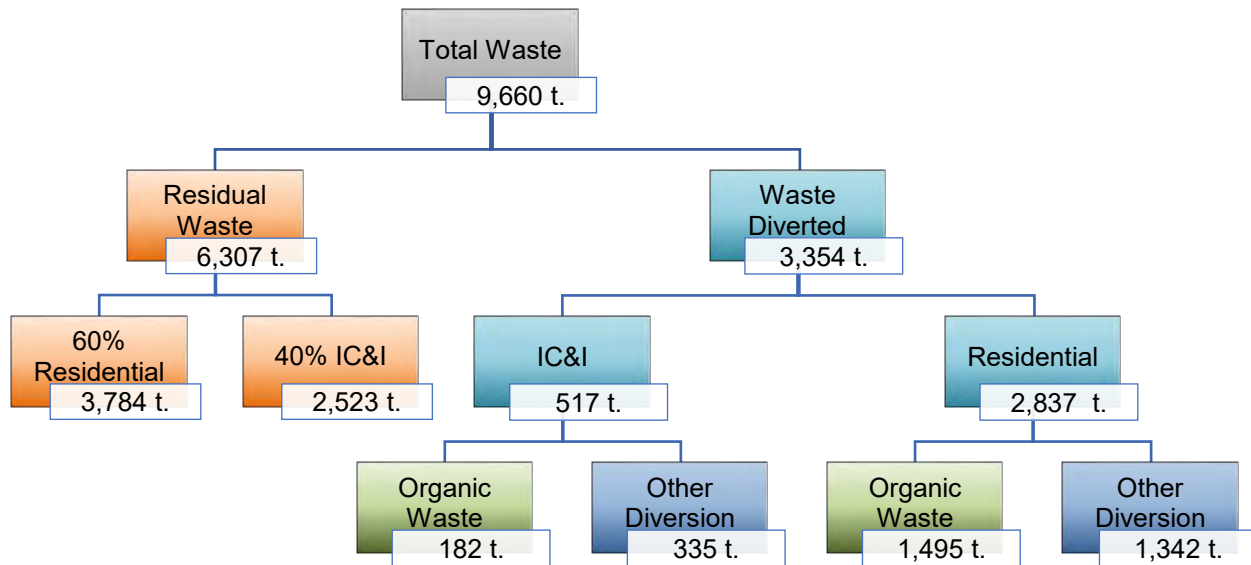 Total Waste
9,660 t.
Residual
Waste
6,307 t.
Waste
Diverted
3,354 t.
60%
Residential
3,784 t.
40% IC&I
2,523 t.
IC&I
517 t.
Residential
2,837 t.
Organic
Waste
182 t.
Other
Diversion
335 t.
Organic
Waste
1,495 t.
Other
Diversion
1,342 t.